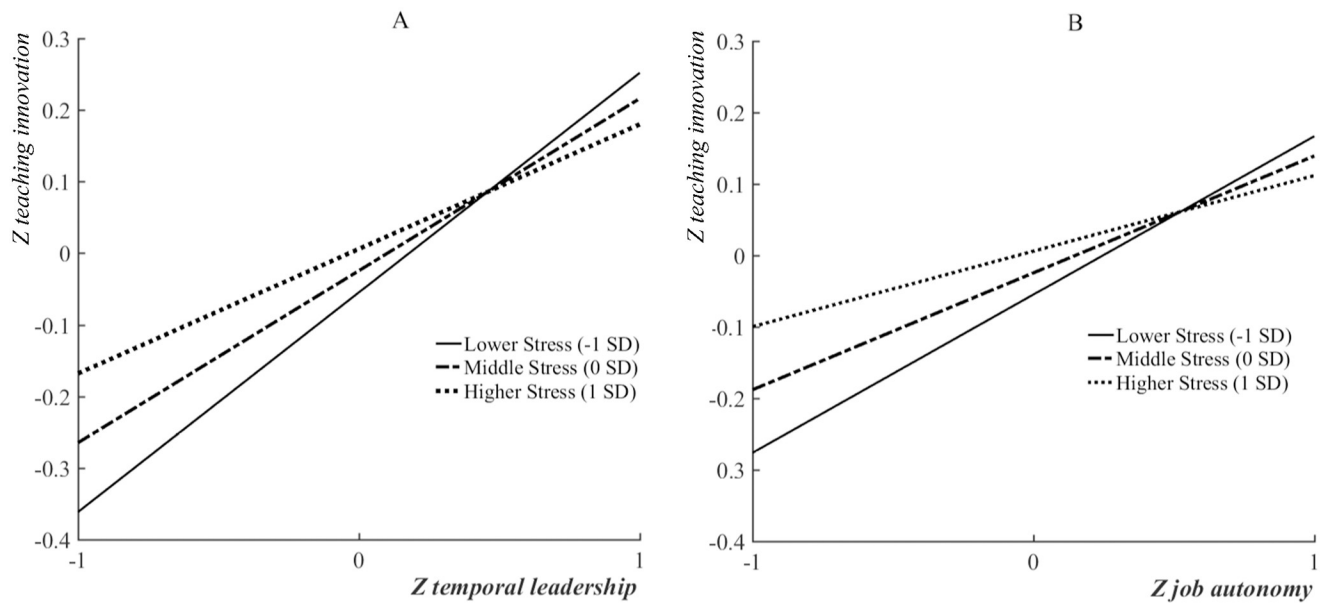 A
Z teaching innovation
0.3
0.2
0.1
0
-0.1
-0.2
-0.3
-0.4
-1
0
1
Z temporal leadership
Lower Stress (-1 SD)
Middle Stress (0 SD)
Higher Stress (1 SD)
B
Z teaching innovation
0.3
0.2
0.1
0
-0.1
-0.2
0.3
-0.4
-1
0
1
Z job autonomy
Lower Stress (-1 SD)
Middle Stress (0 SD)
Higher Stress (1 SD)